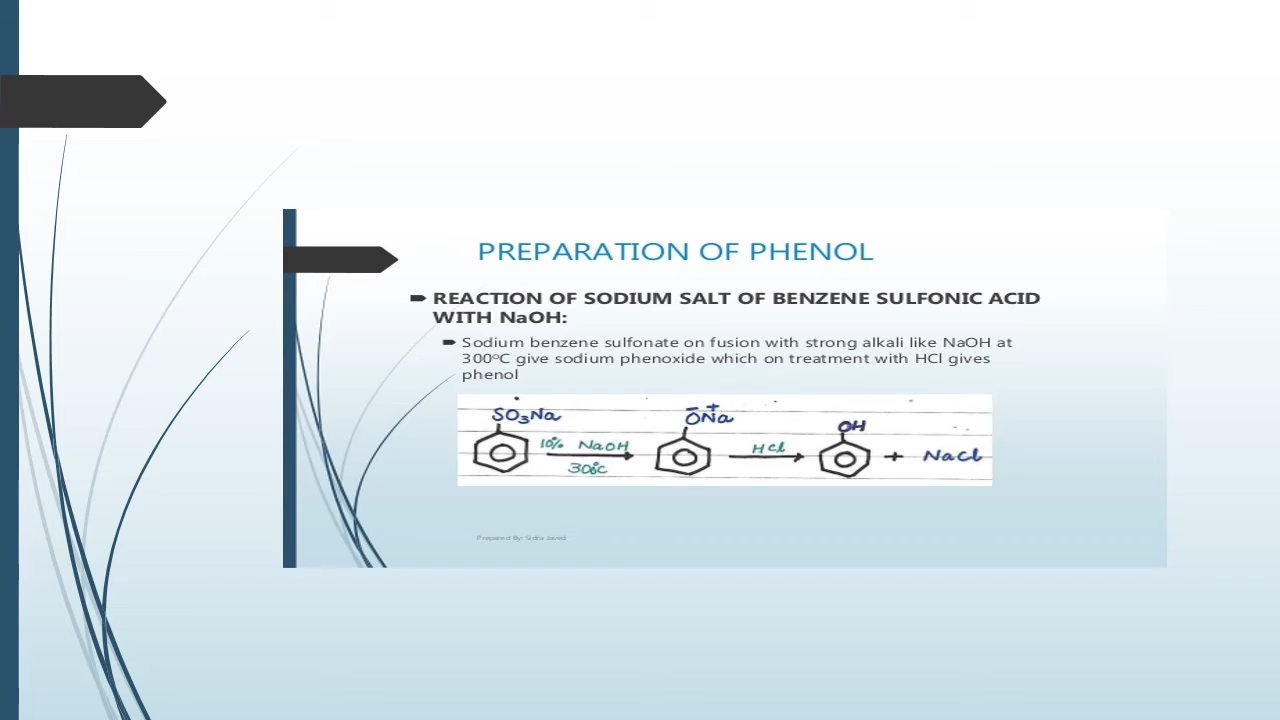 PREPARATION OF PHENOL
REACTION OF SODIUM SALT OF BENZENE SULFONIC ACID
WITH NaOH:
Sodium benzene sulfonate on fusion with strong alkali like NaOH at
300ºC give sodium phenoxide which on treatment with HCl gives
phenol
SO₃Na ŌNa⁺ OH
10% NaOH HCl + NaCl
300°C
Prepared By: Sidra Javed